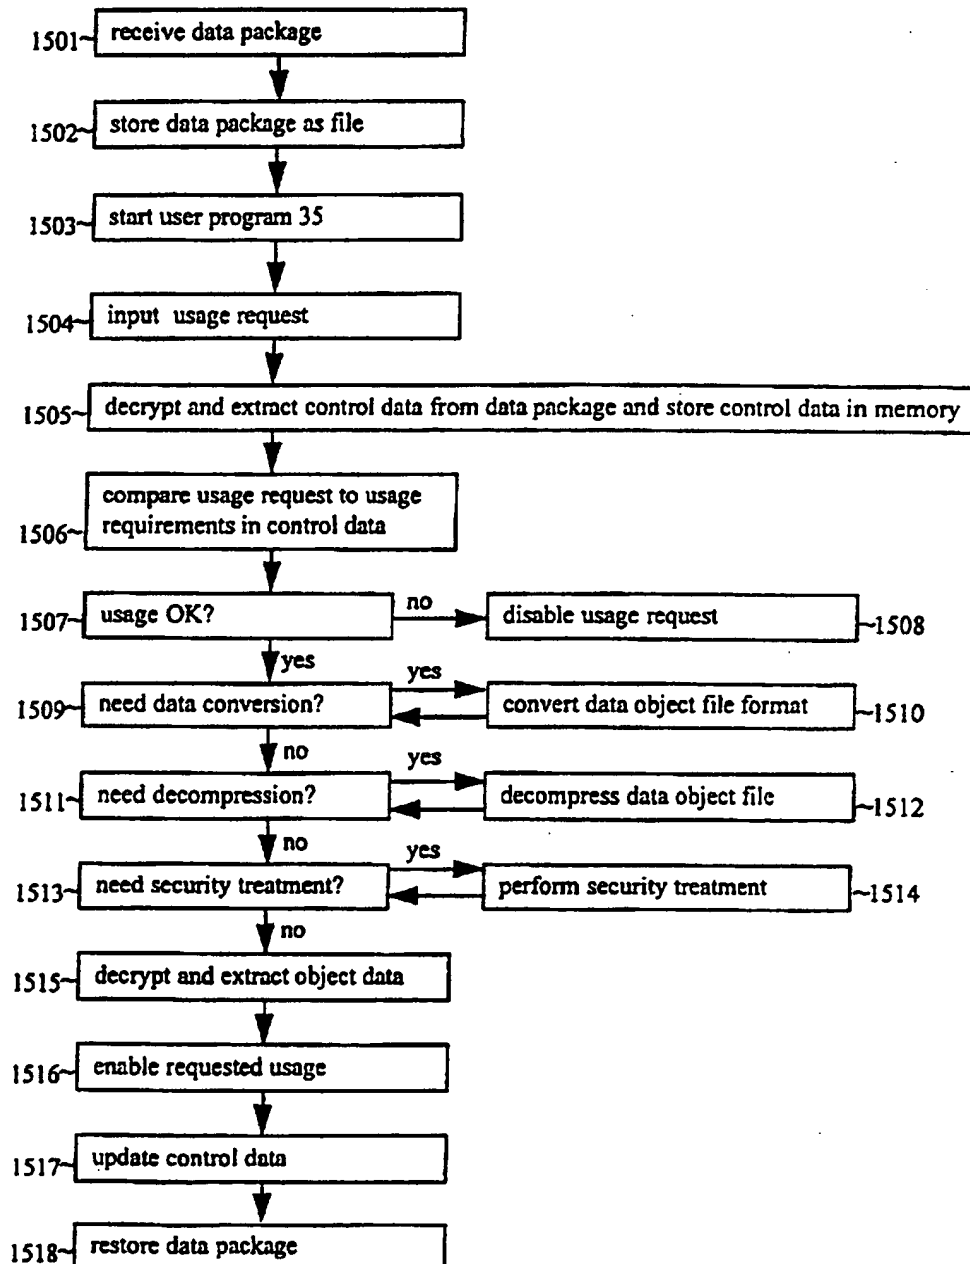 1501~ receive data package
1502~ store data package as file
1503~ start user program 35
1504~ input usage request
1505~ decrypt and extract control data from data package and store control data in memory
compare usage request to usage
1506~ requirements in control data
1507~ usage OK? no disable usage request ~1508
yes
1509~ need data conversion? yes convert data object file format ~1510
no
1511~ need decompression? yes decompress data object file ~1512
no
1513~ need security treatment? yes perform security treatment ~1514
no
1515~ decrypt and extract object data
1516~ enable requested usage
1517~ update control data
1518~ restore data package